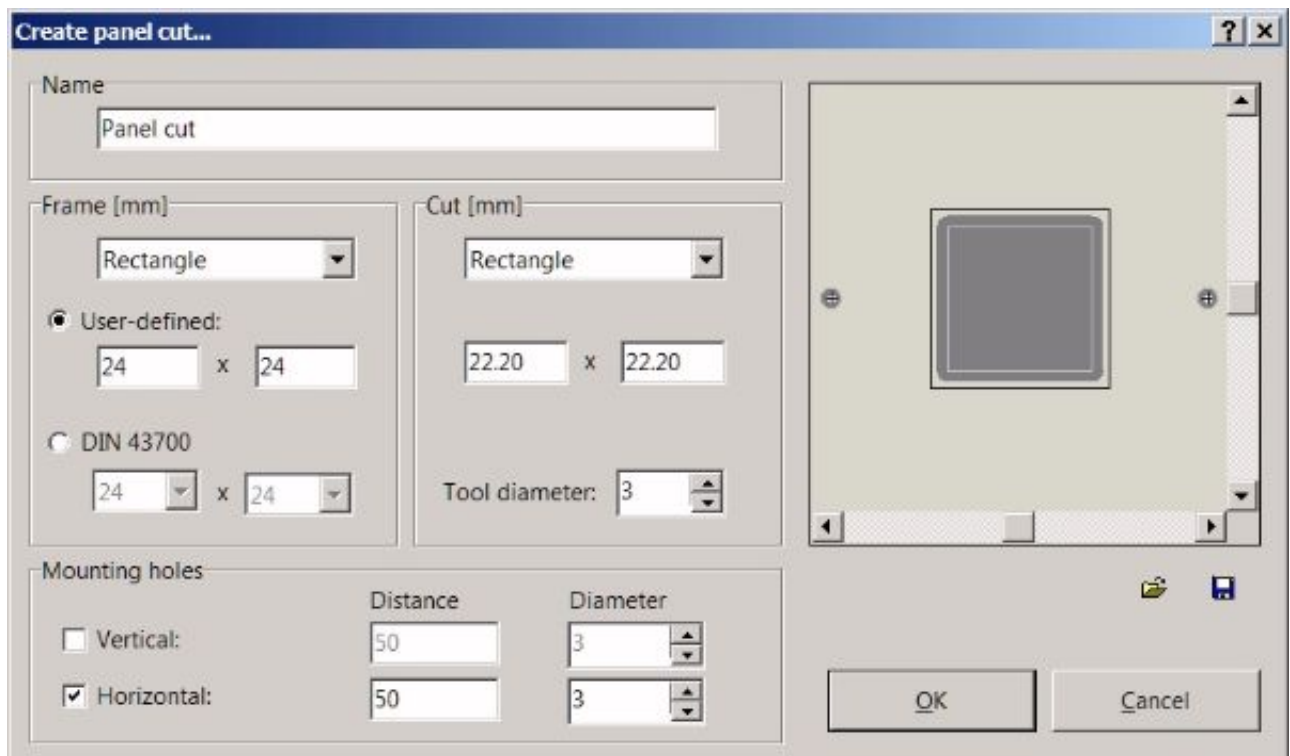 Create panel cut...
Name
Panel cut
Frame [mm]
Rectangle
User-defined:
24 x 24
DIN 43700
24 x 24
Cut [mm]
Rectangle
22.20 x 22.20
Tool diameter: 3
Mounting holes
Distance Diameter
Vertical: 50 3
Horizontal: 50 3
OK Cancel